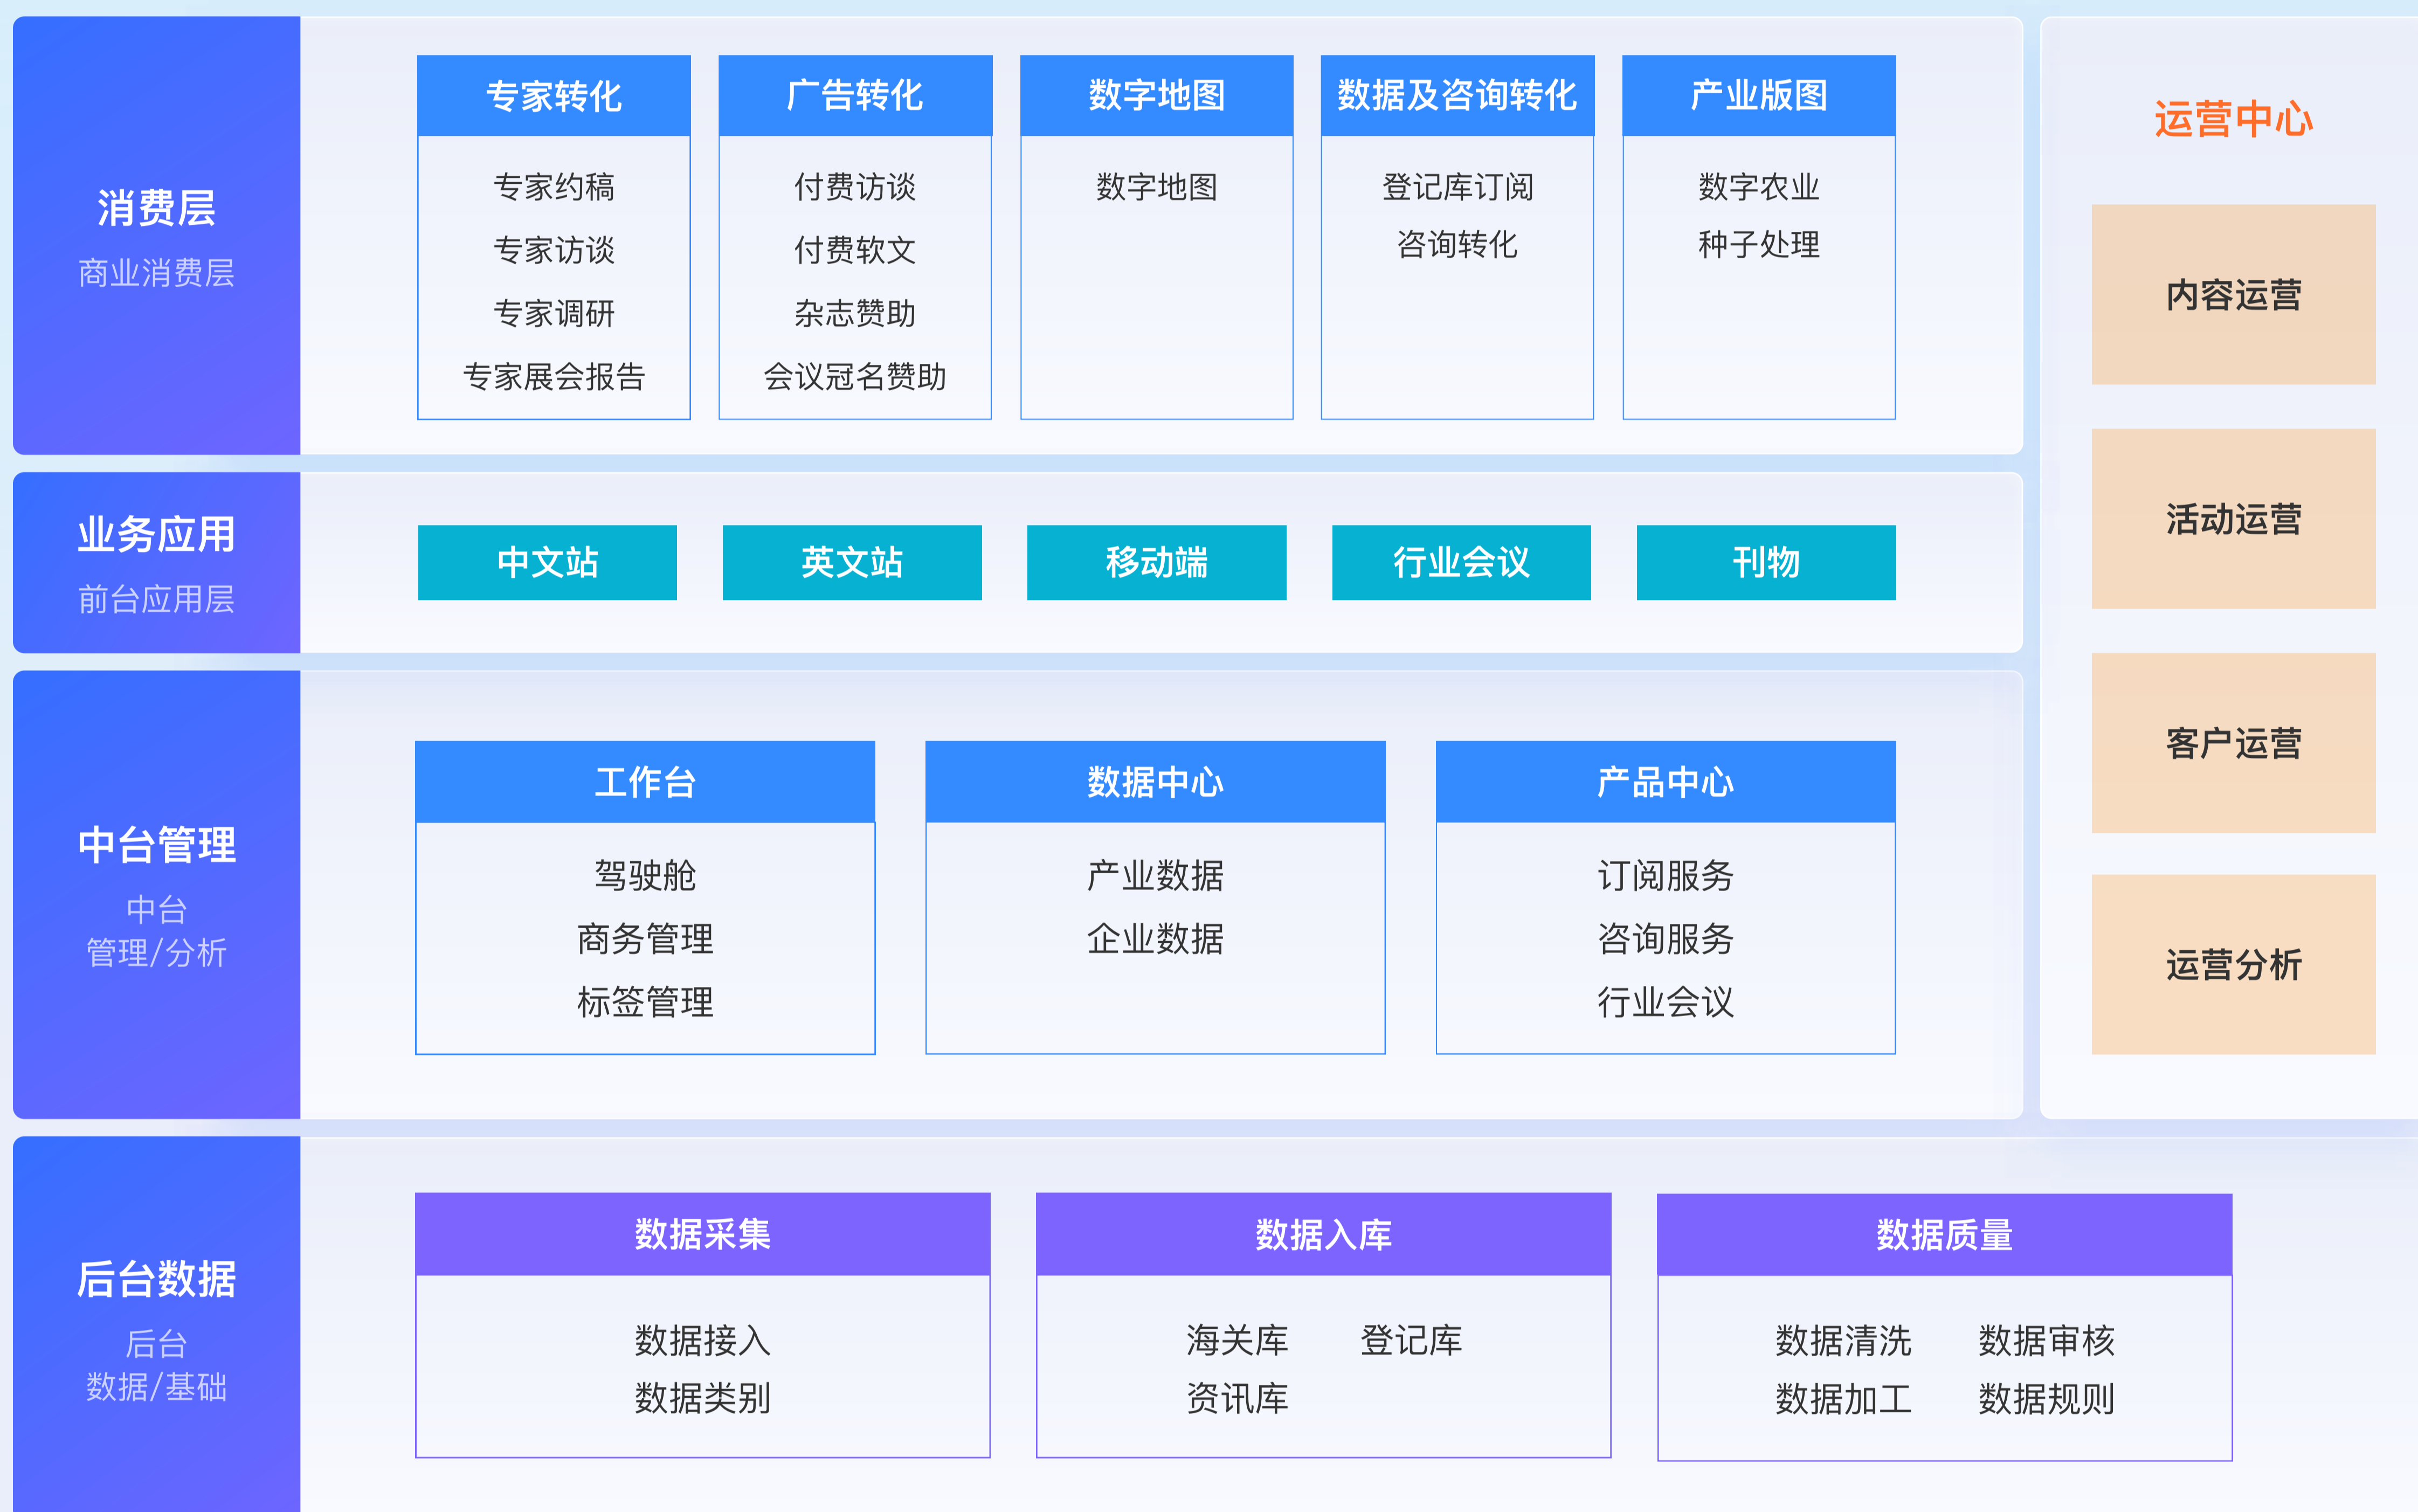 消费层
商业消费层
专家转化
专家约稿
专家访谈
专家调研
专家展会报告
广告转化
付费访谈
付费软文
杂志赞助
会议冠名赞助
数字地图
数字地图
数据及咨询转化
登记库订阅
咨询转化
产业版图
数字农业
种子处理
业务应用
前台应用层
中文站
英文站
移动端
行业会议
刊物
中台管理
中台
管理/分析
工作台
驾驶舱
商务管理
标签管理
数据中心
产业数据
企业数据
产品中心
订阅服务
咨询服务
行业会议
运营中心
内容运营
活动运营
客户运营
运营分析
后台数据
后台
数据/基础
数据采集
数据接入
数据类别
数据入库
海关库 登记库
资讯库
数据质量
数据清洗 数据审核
数据加工 数据规则